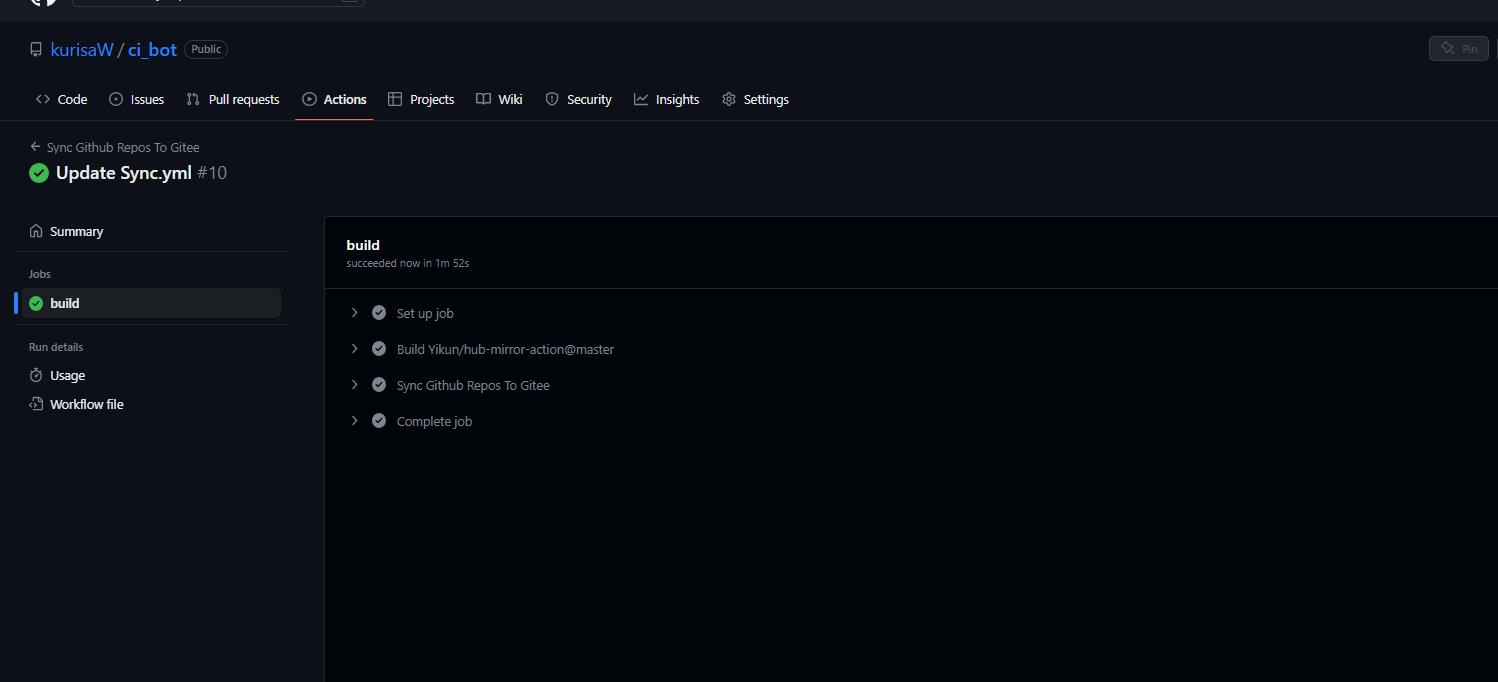 kurisaW / ci_bot Public
Pin
Code Issues Pull requests Actions Projects Wiki Security Insights Settings
Sync Github Repos To Gitee
Update Sync.yml #10
Summary
Jobs
build
Run details
Usage
Workflow file
build
succeeded now in 1m 52s
Set up job
Build Yikun/hub-mirror-action@master
Sync Github Repos To Gitee
Complete job